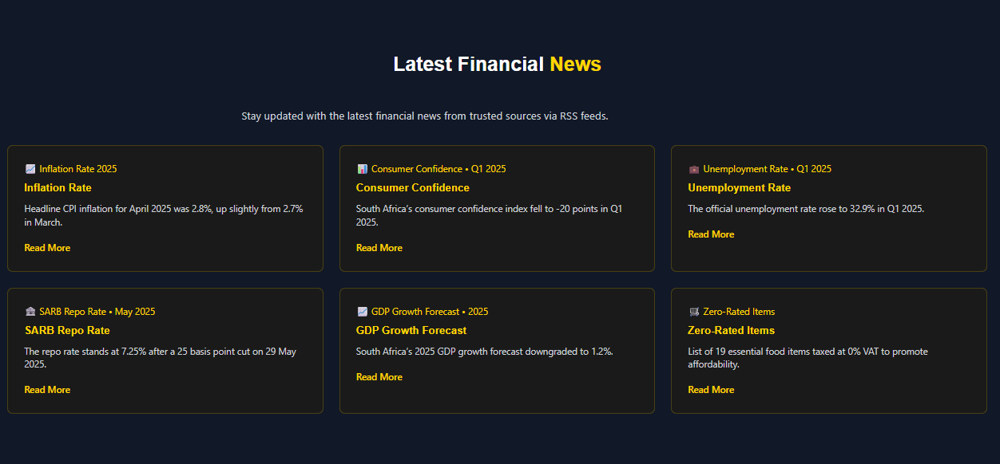 Latest Financial News
Stay updated with the latest financial news from trusted sources via RSS feeds.
Inflation Rate 2025
Inflation Rate
Headline CPI inflation for April 2025 was 2.8%, up slightly from 2.7%
in March.
Read More
Consumer Confidence • Q1 2025
Consumer Confidence
South Africa's consumer confidence index fell to -20 points in Q1
2025.
Read More
Unemployment Rate • Q1 2025
Unemployment Rate
The official unemployment rate rose to 32.9% in Q1 2025.
Read More
SARB Repo Rate • May 2025
SARB Repo Rate
The repo rate stands at 7.25% after a 25 basis point cut on 29 May
2025.
Read More
GDP Growth Forecast • 2025
GDP Growth Forecast
South Africa's 2025 GDP growth forecast downgraded to 1.2%.
Read More
Zero-Rated Items
Zero-Rated Items
List of 19 essential food items taxed at 0% VAT to promote
affordability.
Read More